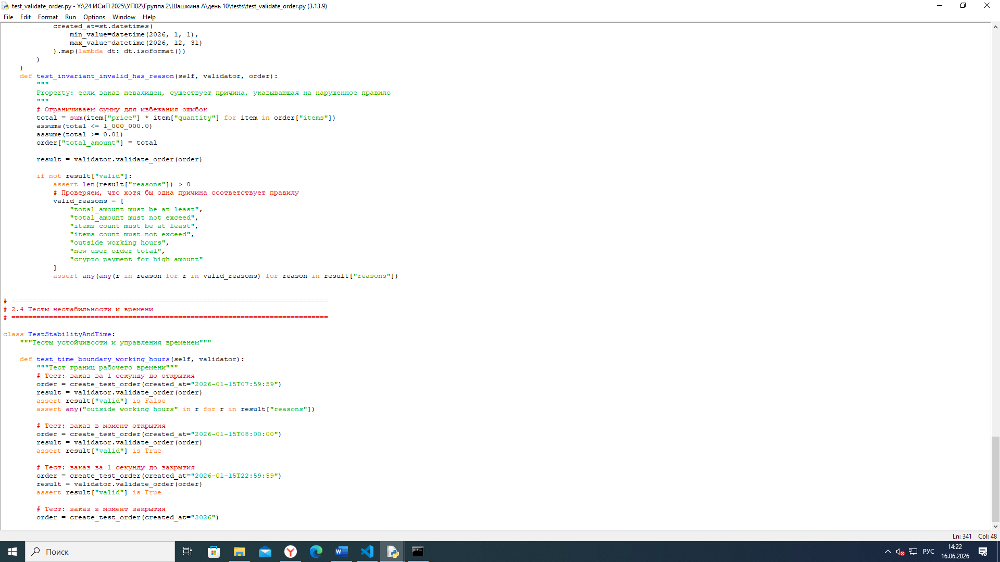 test_validate_order.py - Y:\24 ИСиП 2025\УП02\Группа 2\Шашкина А\день 10\tests\test_validate_order.py (3.13.9)
File Edit Format Run Options Window Help
            created_at=st.datetimes(
                min_value=datetime(2026, 1, 1),
                max_value=datetime(2026, 12, 31)
            ).map(lambda dt: dt.isoformat())
        )
    )
    def test_invariant_invalid_has_reason(self, validator, order):
        """
        Property: если заказ невалиден, существует причина, указывающая на нарушенное правило
        """
        # Ограничиваем сумму для избежания ошибок
        total = sum(item["price"] * item["quantity"] for item in order["items"])
        assume(total <= 1_000_000.0)
        assume(total >= 0.01)
        order["total_amount"] = total

        result = validator.validate_order(order)

        if not result["valid"]:
            assert len(result["reasons"]) > 0
            # Проверяем, что хотя бы одна причина соответствует правилу
            valid_reasons = [
                "total_amount must be at least",
                "total_amount must not exceed",
                "items count must be at least",
                "items count must not exceed",
                "outside working hours",
                "new user order total",
                "crypto payment for high amount"
            ]
            assert any(any(r in reason for r in valid_reasons) for reason in result["reasons"])


# ============================================================================
# 2.4 Тесты нестабильности и времени
# ============================================================================

class TestStabilityAndTime:
    """Тесты устойчивости и управления временем"""

    def test_time_boundary_working_hours(self, validator):
        """Тест границ рабочего времени"""
        # Тест: заказ за 1 секунду до открытия
        order = create_test_order(created_at="2026-01-15T07:59:59")
        result = validator.validate_order(order)
        assert result["valid"] is False
        assert any("outside working hours" in r for r in result["reasons"])

        # Тест: заказ в момент открытия
        order = create_test_order(created_at="2026-01-15T08:00:00")
        result = validator.validate_order(order)
        assert result["valid"] is True

        # Тест: заказ за 1 секунду до закрытия
        order = create_test_order(created_at="2026-01-15T22:59:59")
        result = validator.validate_order(order)
        assert result["valid"] is True

        # Тест: заказ в момент закрытия
        order = create_test_order(created_at="2026")
Ln: 341 Col: 48
Поиск
РУС
14:22
16.06.2026